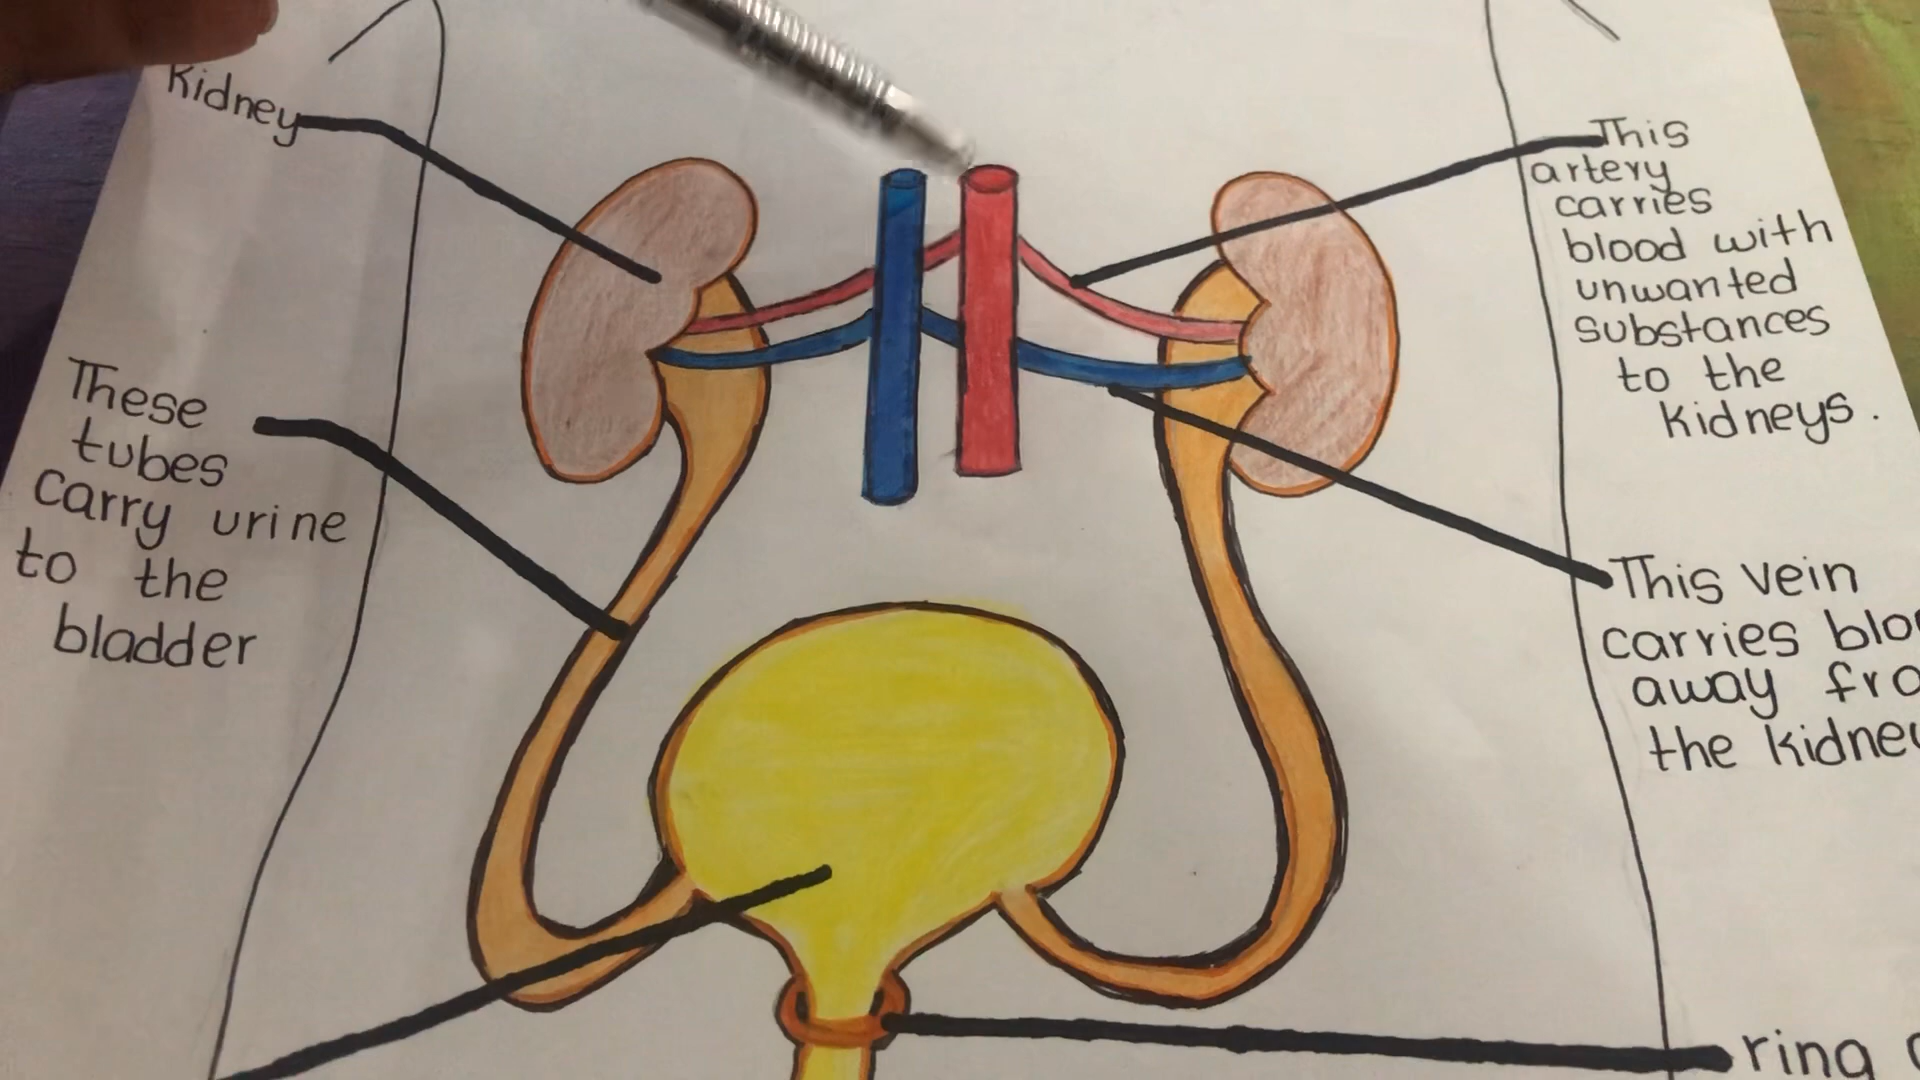 Kidney
These
tubes
carry urine
to the
bladder
This
artery
carries
blood with
unwanted
substances
to the
kidneys.
This vein
carries
away
the
ring